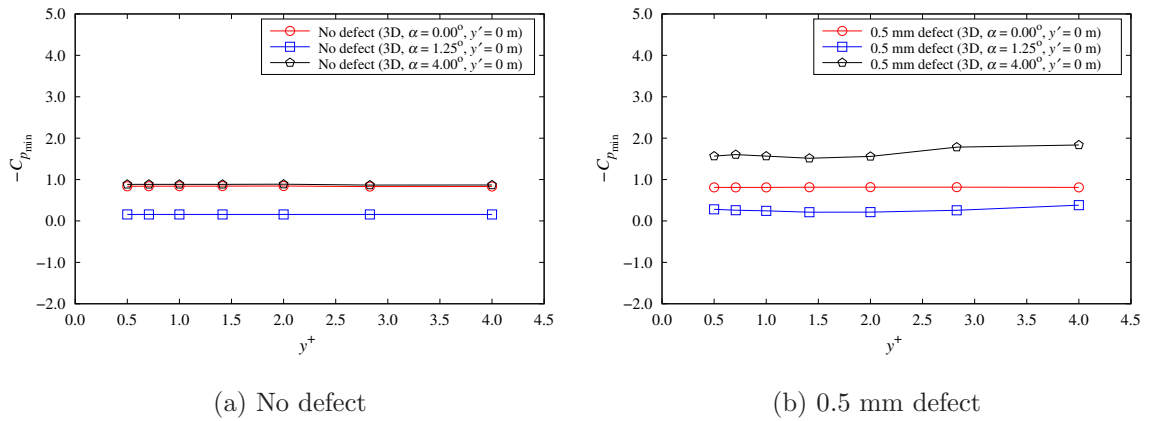 No defect (3D, α = 0.00°, y′ = 0 m)
No defect (3D, α = 1.25°, y′ = 0 m)
No defect (3D, α = 4.00°, y′ = 0 m)
5.0
4.0
3.0
2.0
1.0
0.0
−1.0
−2.0
−C_{p_min}
0.0 0.5 1.0 1.5 2.0 2.5 3.0 3.5 4.0 4.5
y⁺
(a) No defect
0.5 mm defect (3D, α = 0.00°, y′ = 0 m)
0.5 mm defect (3D, α = 1.25°, y′ = 0 m)
0.5 mm defect (3D, α = 4.00°, y′ = 0 m)
5.0
4.0
3.0
2.0
1.0
0.0
−1.0
−2.0
−C_{p_min}
0.0 0.5 1.0 1.5 2.0 2.5 3.0 3.5 4.0 4.5
y⁺
(b) 0.5 mm defect